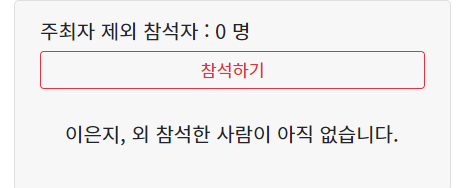 주최자 제외 참석자 : 0 명
참석하기
이은지, 외 참석한 사람이 아직 없습니다.